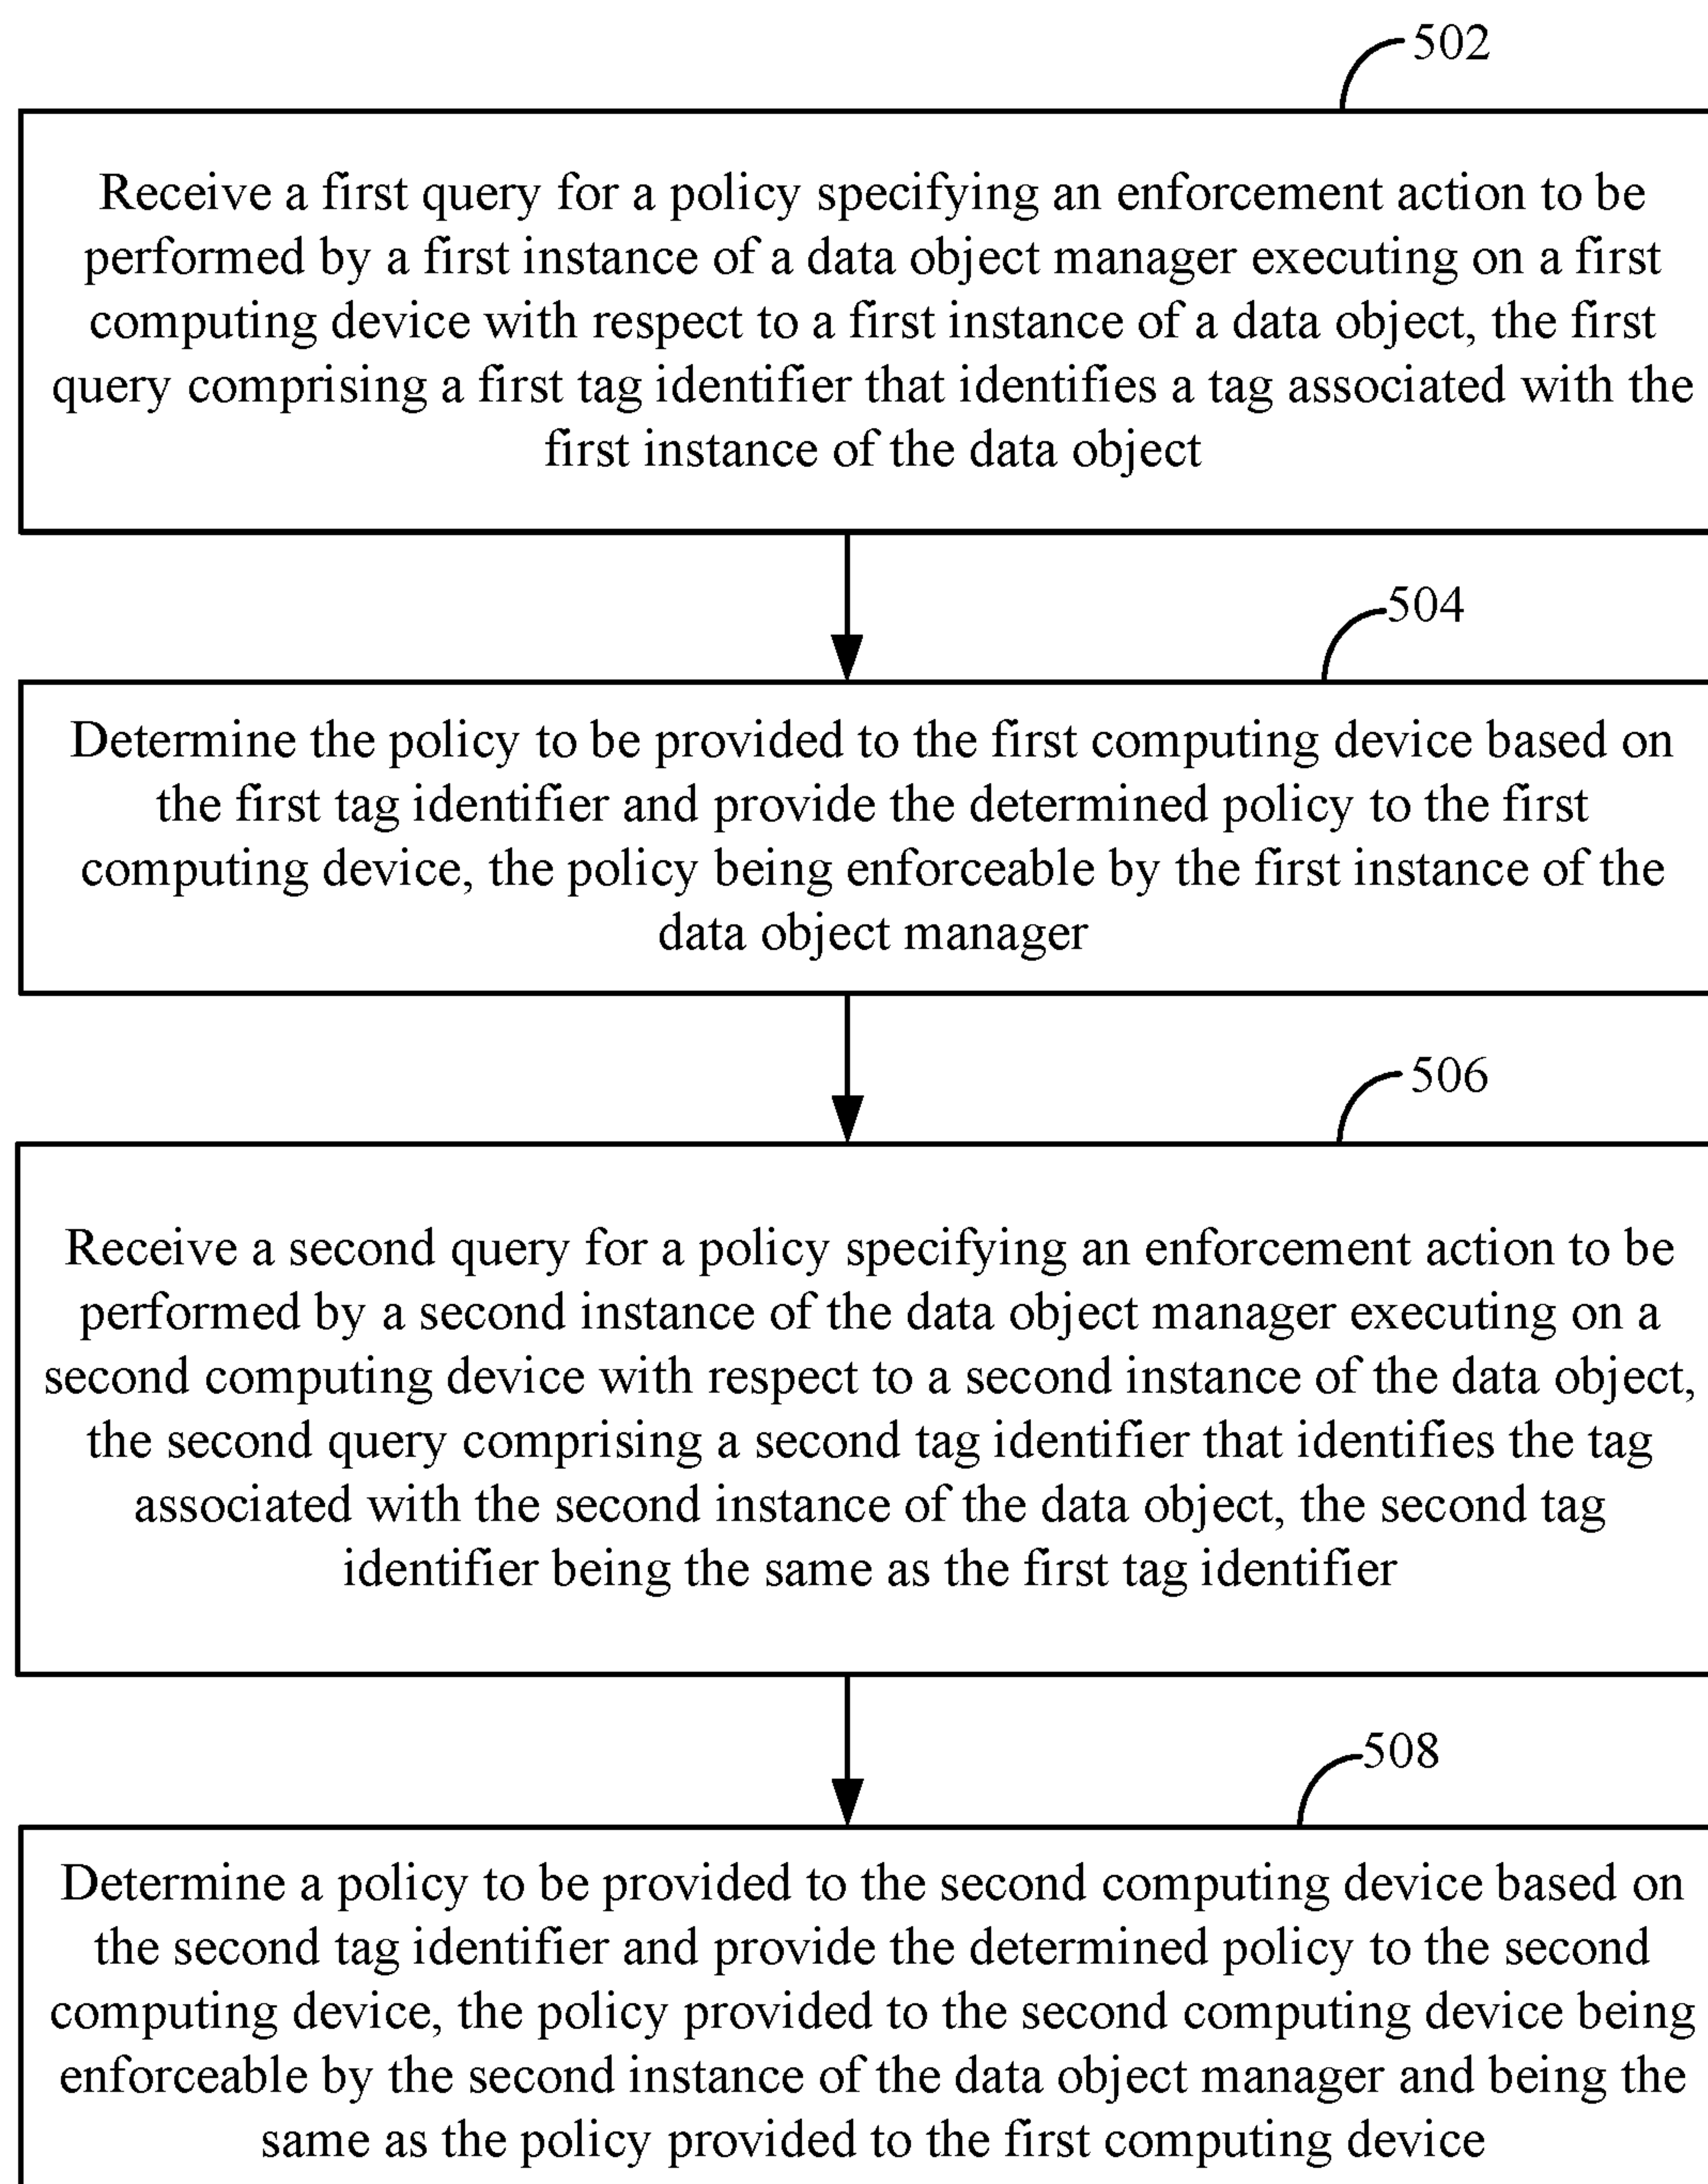 502
Receive a first query for a policy specifying an enforcement action to be
performed by a first instance of a data object manager executing on a first
computing device with respect to a first instance of a data object, the first
query comprising a first tag identifier that identifies a tag associated with the
first instance of the data object
504
Determine the policy to be provided to the first computing device based on
the first tag identifier and provide the determined policy to the first
computing device, the policy being enforceable by the first instance of the
data object manager
506
Receive a second query for a policy specifying an enforcement action to be
performed by a second instance of the data object manager executing on a
second computing device with respect to a second instance of the data object,
the second query comprising a second tag identifier that identifies the tag
associated with the second instance of the data object, the second tag
identifier being the same as the first tag identifier
508
Determine a policy to be provided to the second computing device based on
the second tag identifier and provide the determined policy to the second
computing device, the policy provided to the second computing device being
enforceable by the second instance of the data object manager and being the
same as the policy provided to the first computing device